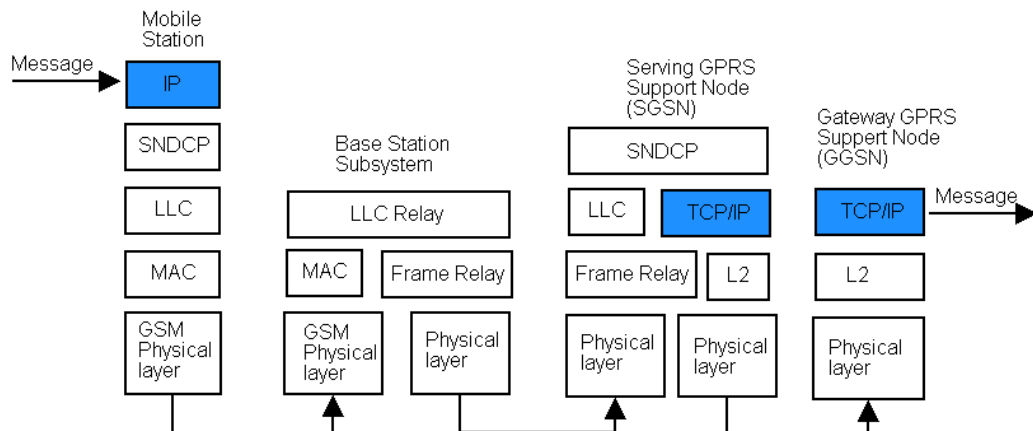 Mobile
Station
Message
IP
SNDCP
LLC
MAC
GSM
Physical
layer
Base Station
Subsystem
LLC Relay
MAC
Frame Relay
GSM
Physical
layer
Physical
layer
Serving GPRS
Support Node
(SGSN)
SNDCP
LLC
TCP/IP
Frame Relay
L2
Physical
layer
Physical
layer
Gateway GPRS
Suppert Node
(GGSN)
TCP/IP
Message
L2
Physical
layer